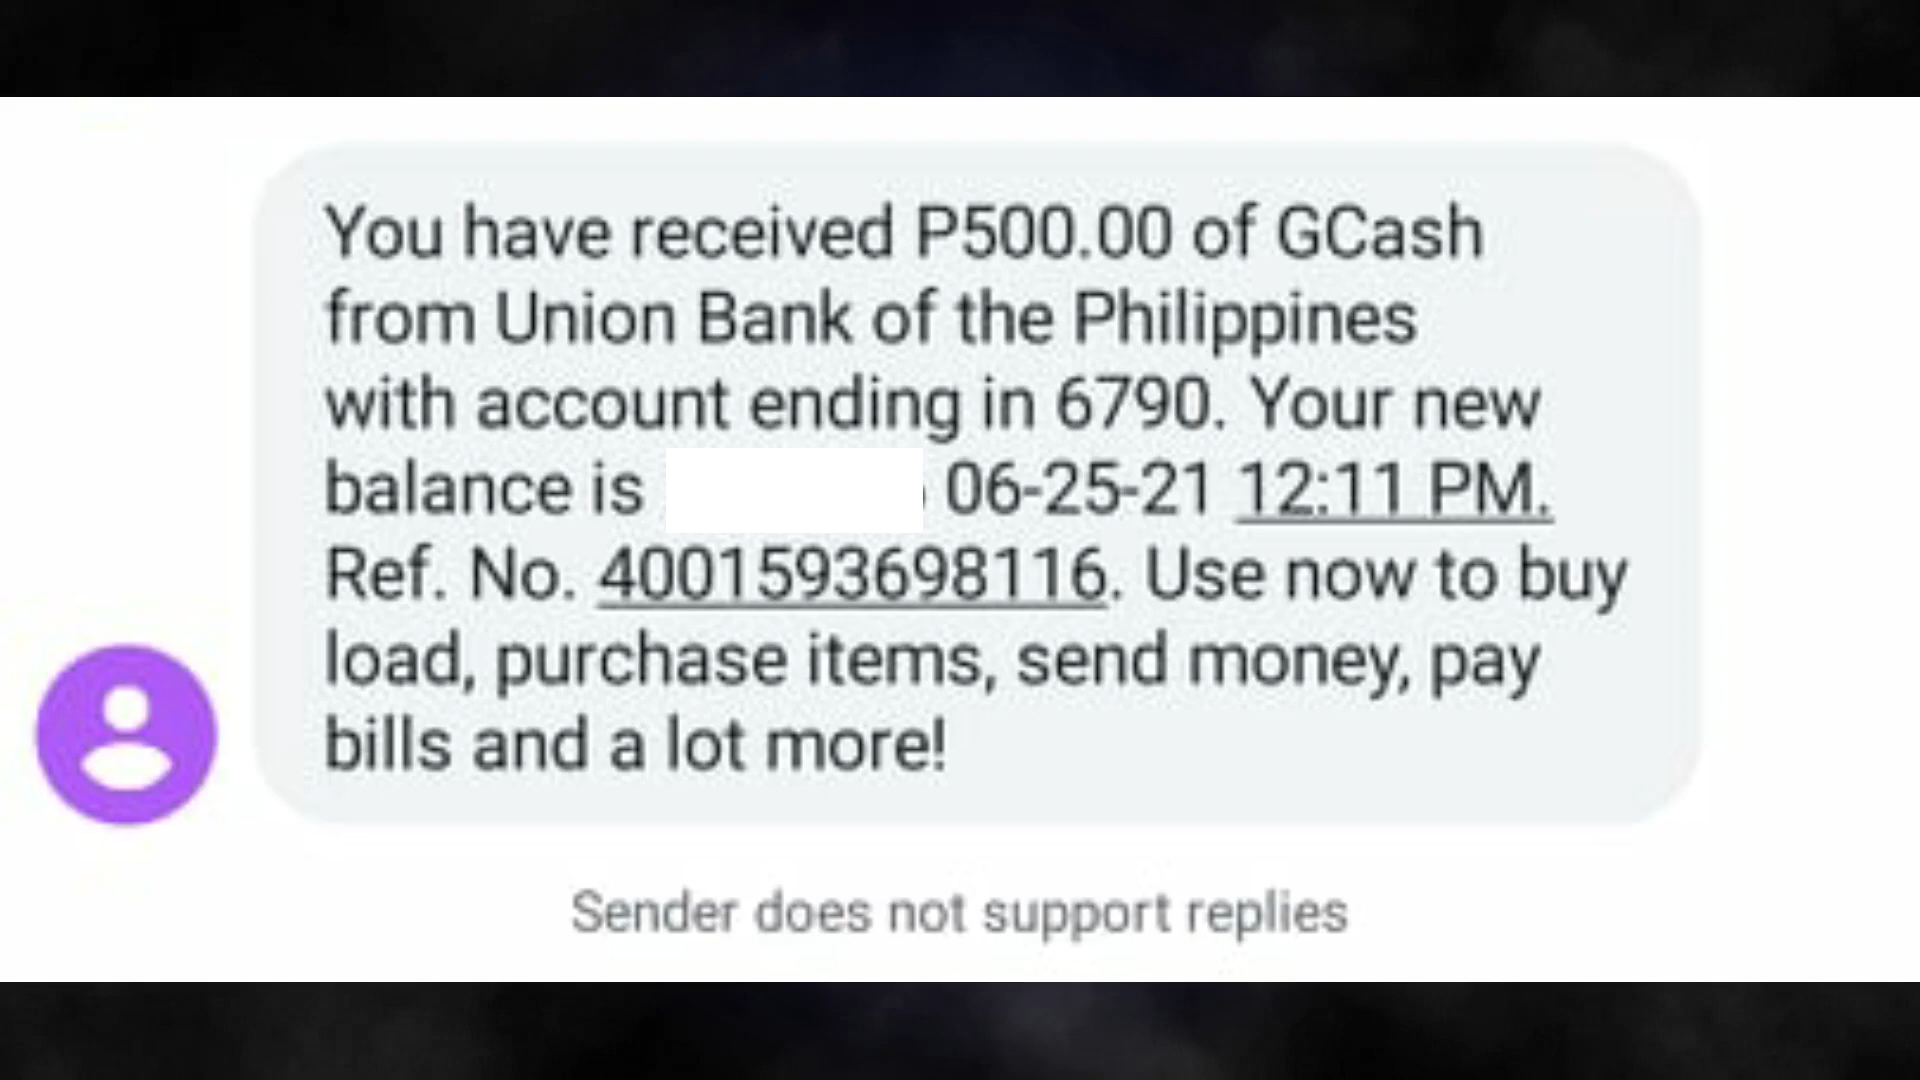 You have received P500.00 of GCash
from Union Bank of the Philippines
with account ending in 6790. Your new
balance is 06-25-21 12:11 PM.
Ref. No. 4001593698116. Use now to buy
load, purchase items, send money, pay
bills and a lot more!
Sender does not support replies